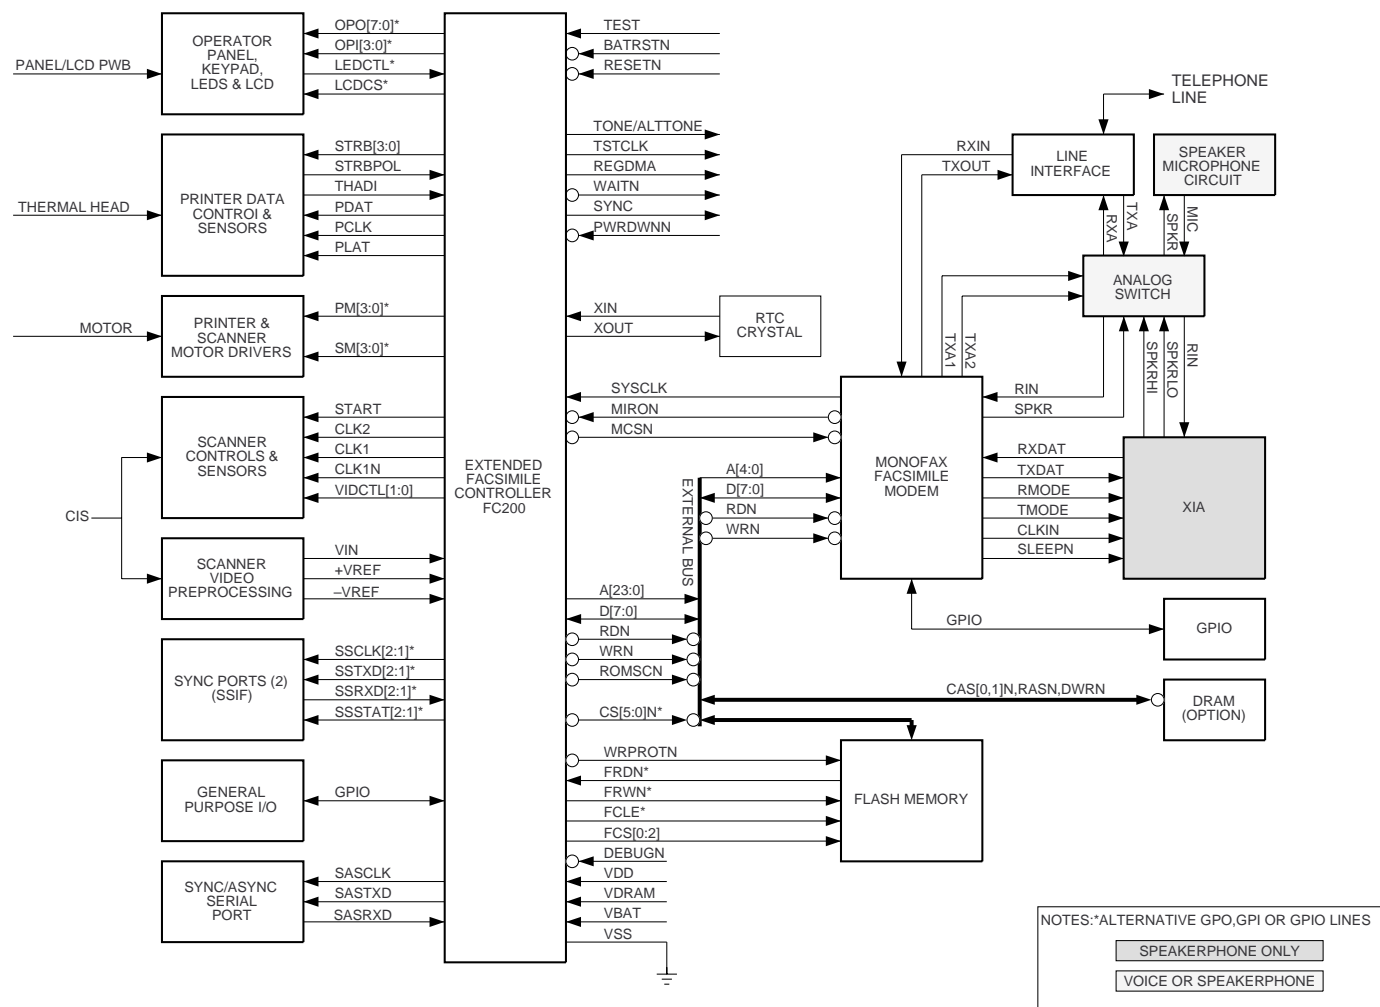 PANEL/LCD PWB
OPERATOR
PANEL,
KEYPAD,
LEDS & LCD
OPO[7:0]*
OPI[3:0]*
LEDCTL*
LCDCS*
THERMAL HEAD
PRINTER DATA
CONTROI &
SENSORS
STRB[3:0]
STRBPOL
THADI
PDAT
PCLK
PLAT
MOTOR
PRINTER &
SCANNER
MOTOR DRIVERS
PM[3:0]*
SM[3:0]*
CIS
SCANNER
CONTROLS &
SENSORS
START
CLK2
CLK1
CLK1N
VIDCTL[1:0]
SCANNER
VIDEO
PREPROCESSING
VIN
+VREF
–VREF
SYNC PORTS (2)
(SSIF)
SSCLK[2:1]*
SSTXD[2:1]*
SSRXD[2:1]*
SSSTAT[2:1]*
GENERAL
PURPOSE I/O
GPIO
SYNC/ASYNC
SERIAL
PORT
SASCLK
SASTXD
SASRXD
EXTENDED
FACSIMILE
CONTROLLER
FC200
TEST
BATRSTN
RESETN
TONE/ALTTONE
TSTCLK
REGDMA
WAITN
SYNC
PWRDWNN
XIN
XOUT
RTC
CRYSTAL
SYSCLK
MIRON
MCSN
A[23:0]
D[7:0]
RDN
WRN
ROMSCN
CS[5:0]N*
WRPROTN
FRDN*
FRWN*
FCLE*
FCS[0:2]
DEBUGN
VDD
VDRAM
VBAT
VSS
EXTERNAL BUS
A[4:0]
D[7:0]
RDN
WRN
MONOFAX
FACSIMILE
MODEM
RXIN
TXOUT
TXA1
TXA2
TELEPHONE
LINE
LINE
INTERFACE
SPEAKER
MICROPHONE
CIRCUIT
RXA
TXA
SPKR
MIC
ANALOG
SWITCH
SPKRHI
SPKRLO
RIN
RIN
SPKR
RXDAT
TXDAT
RMODE
TMODE
CLKIN
SLEEPN
XIA
GPIO
GPIO
CAS[0,1]N,RASN,DWRN
DRAM
(OPTION)
FLASH MEMORY
NOTES:*ALTERNATIVE GPO,GPI OR GPIO LINES
SPEAKERPHONE ONLY
VOICE OR SPEAKERPHONE